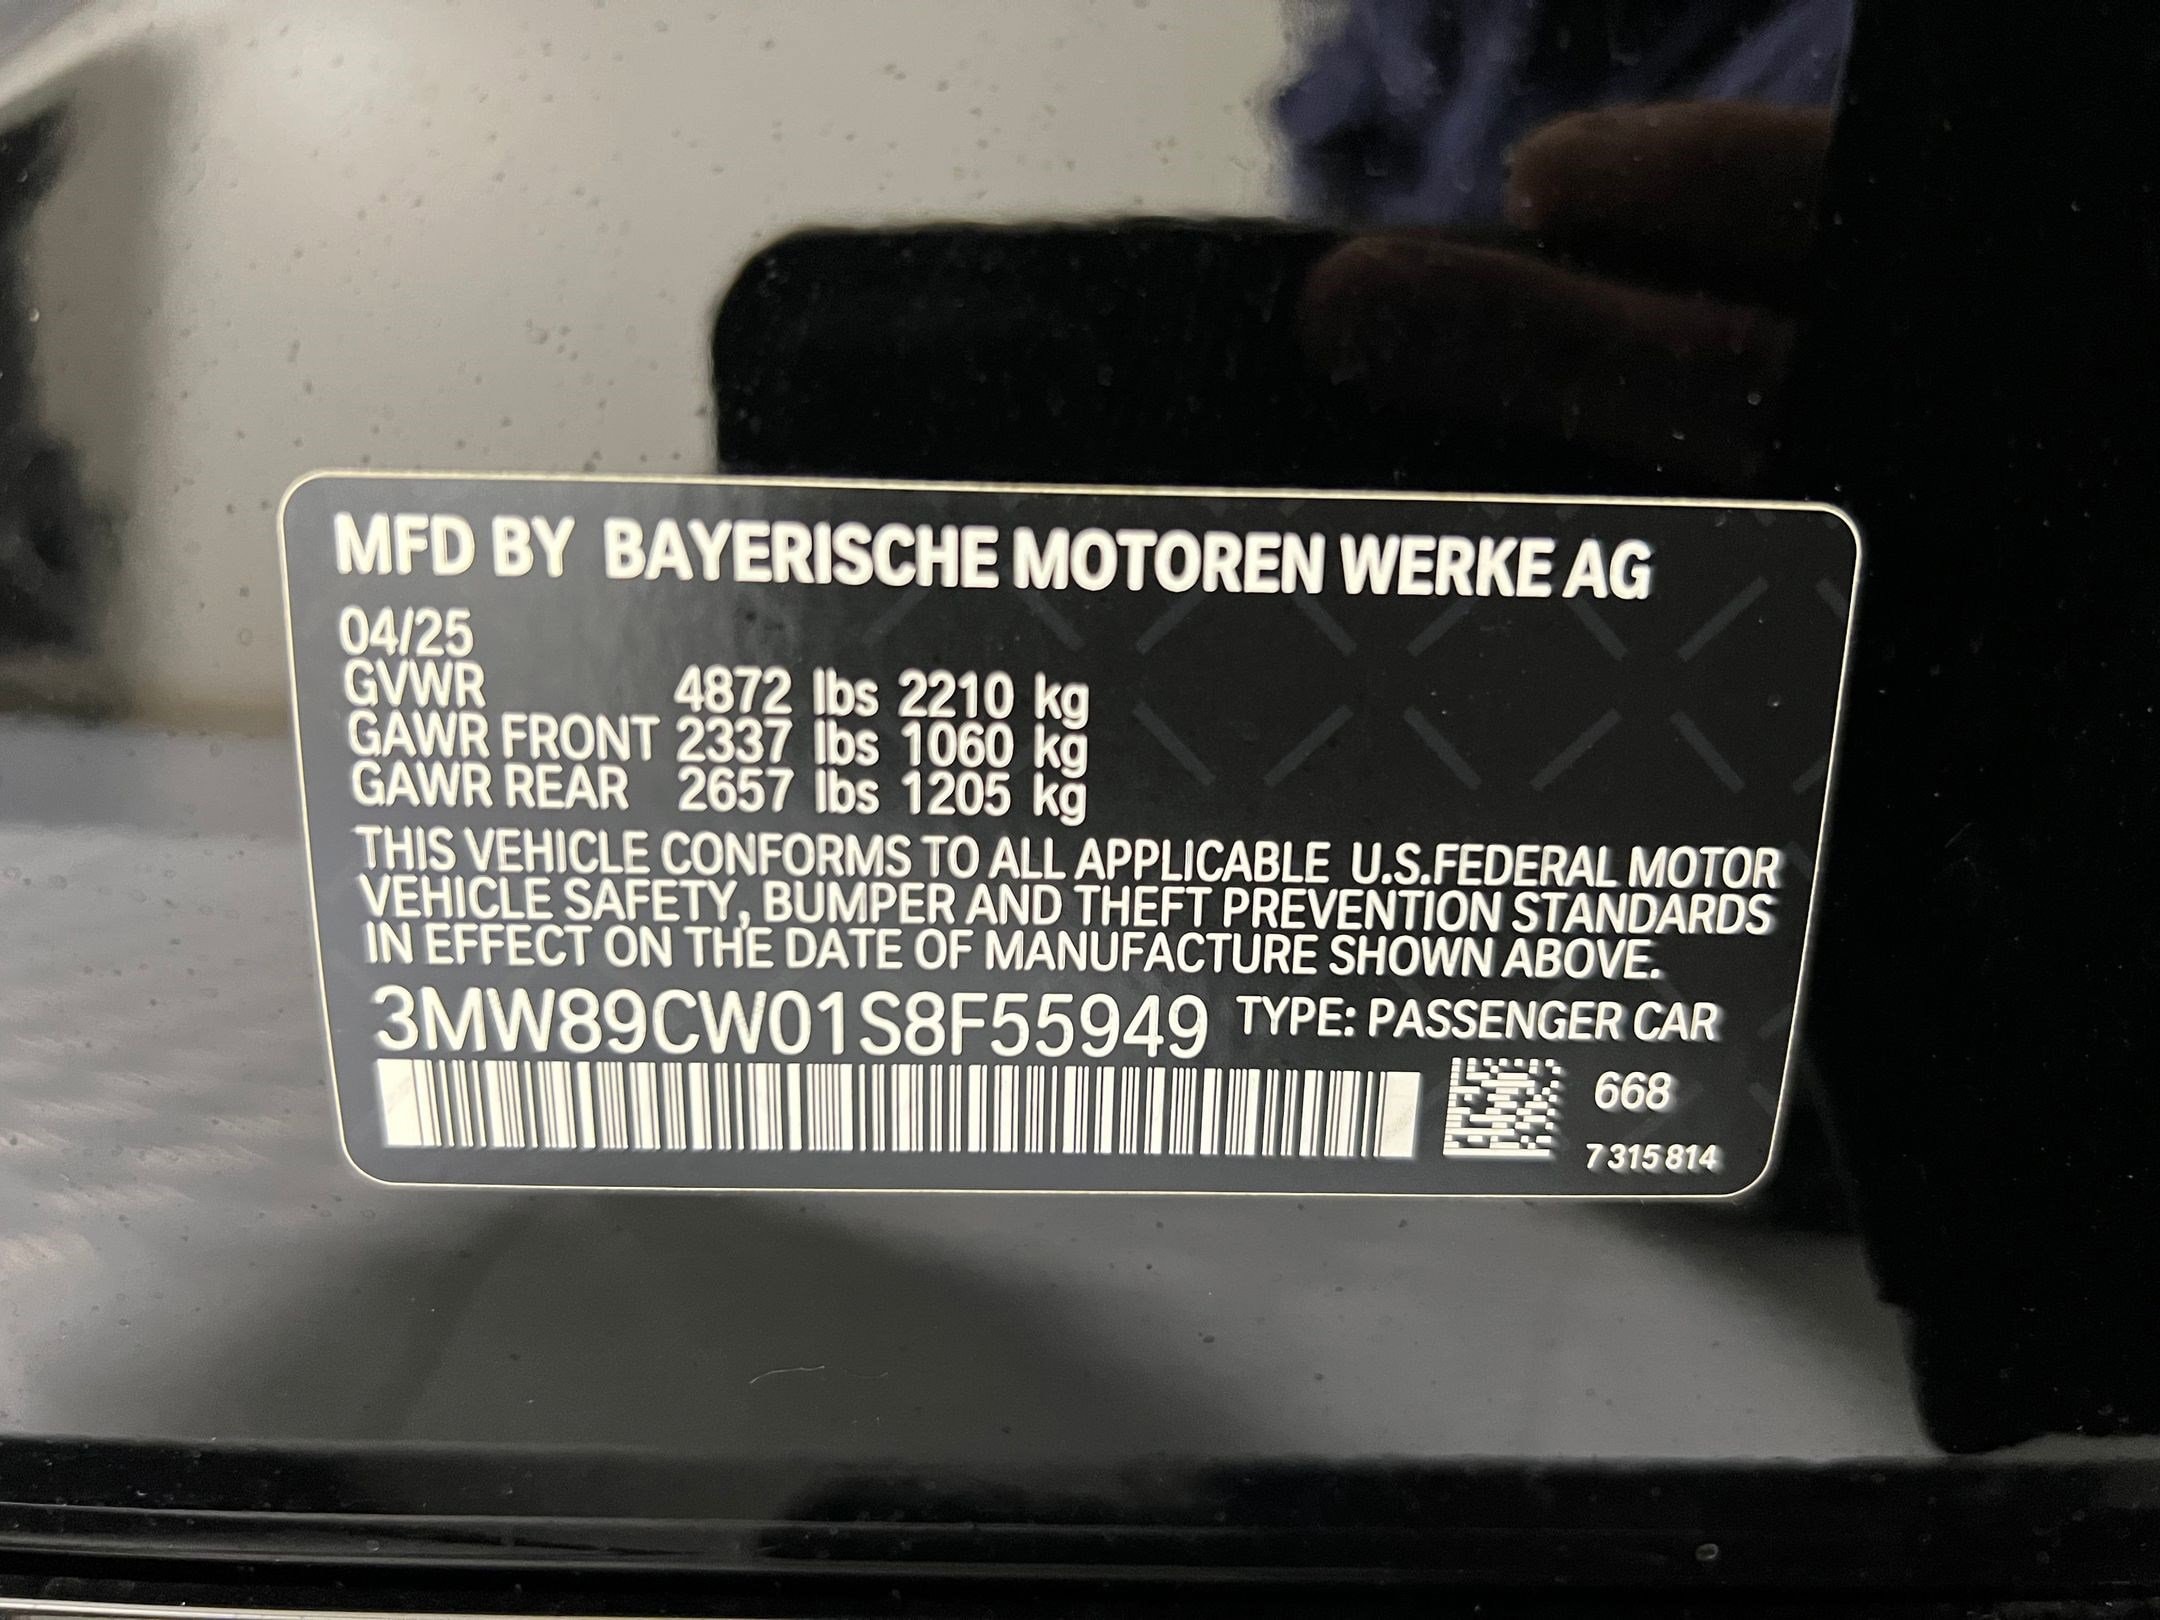 MFD BY BAYERISCHE MOTOREN WERKE AG
04/25
GVWR 4872 lbs 2210 kg
GAWR FRONT 2337 lbs 1060 kg
GAWR REAR 2657 lbs 1205 kg
THIS VEHICLE CONFORMS TO ALL APPLICABLE U.S.FEDERAL MOTOR
VEHICLE SAFETY, BUMPER AND THEFT PREVENTION STANDARDS
IN EFFECT ON THE DATE OF MANUFACTURE SHOWN ABOVE.
3MW89CW01S8F55949 TYPE: PASSENGER CAR
668
7 315 814